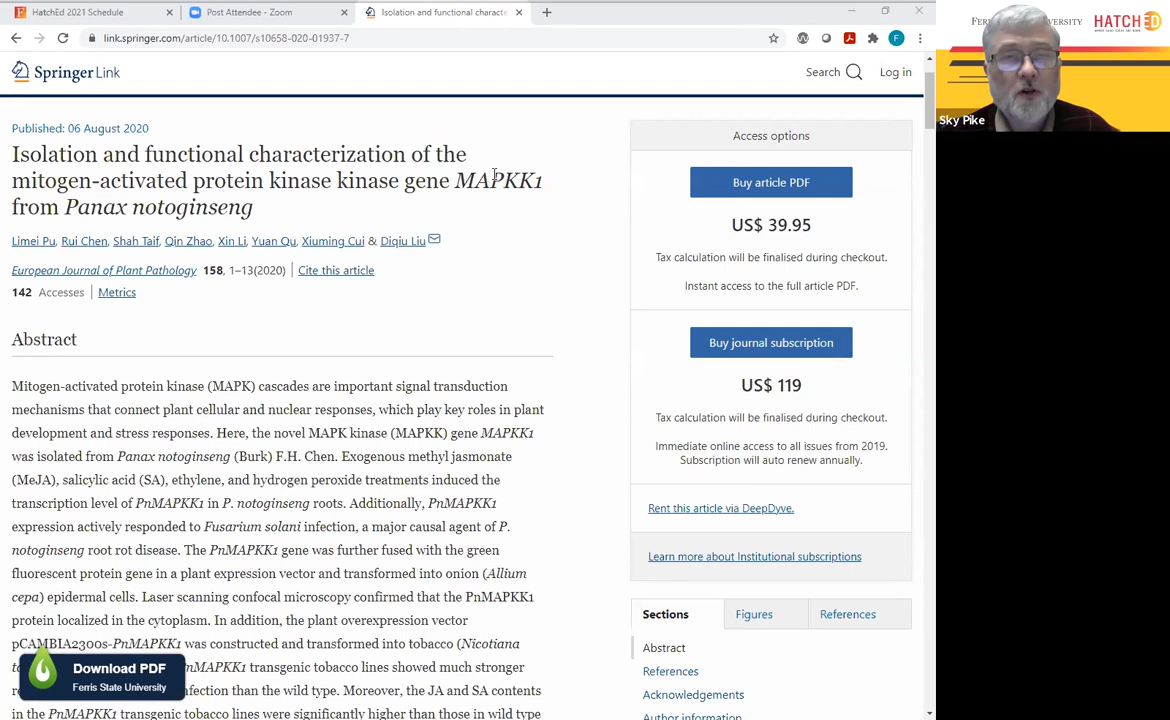 HatchEd 2021 Schedule
Post Attendee - Zoom
Isolation and functional characte
link.springer.com/article/10.1007/s10658-020-01937-7
F
Springer Link
Search
Log in
Published: 06 August 2020
Isolation and functional characterization of the
mitogen-activated protein kinase kinase gene MAPKK1
from Panax notoginseng
Limei Pu, Rui Chen, Shah Taif, Qin Zhao, Xin Li, Yuan Qu, Xiuming Cui & Diqiu Liu
European Journal of Plant Pathology 158, 1–13(2020) | Cite this article
142 Accesses | Metrics
Abstract
Mitogen-activated protein kinase (MAPK) cascades are important signal transduction
mechanisms that connect plant cellular and nuclear responses, which play key roles in plant
development and stress responses. Here, the novel MAPK kinase (MAPKK) gene MAPKK1
was isolated from Panax notoginseng (Burk) F.H. Chen. Exogenous methyl jasmonate
(MeJA), salicylic acid (SA), ethylene, and hydrogen peroxide treatments induced the
transcription level of PnMAPKK1 in P. notoginseng roots. Additionally, PnMAPKK1
expression actively responded to Fusarium solani infection, a major causal agent of P.
notoginseng root rot disease. The PnMAPKK1 gene was further fused with the green
fluorescent protein gene in a plant expression vector and transformed into onion (Allium
cepa) epidermal cells. Laser scanning confocal microscopy confirmed that the PnMAPKK1
protein localized in the cytoplasm. In addition, the plant overexpression vector
pCAMBIA2300s-PnMAPKK1 was constructed and transformed into tobacco (Nicotiana
transgenic tobacco lines showed much stronger
than the wild type. Moreover, the JA and SA contents
in the PnMAPKK1 transgenic tobacco lines were significantly higher than those in wild type
Download PDF
Ferris State University
Access options
Buy article PDF
US$ 39.95
Tax calculation will be finalised during checkout.
Instant access to the full article PDF.
Buy journal subscription
US$ 119
Tax calculation will be finalised during checkout.
Immediate online access to all issues from 2019.
Subscription will auto renew annually.
Rent this article via DeepDyve.
Learn more about Institutional subscriptions
Sections
Figures
References
Abstract
References
Acknowledgements
Author information
HATCHED
Sky Pike